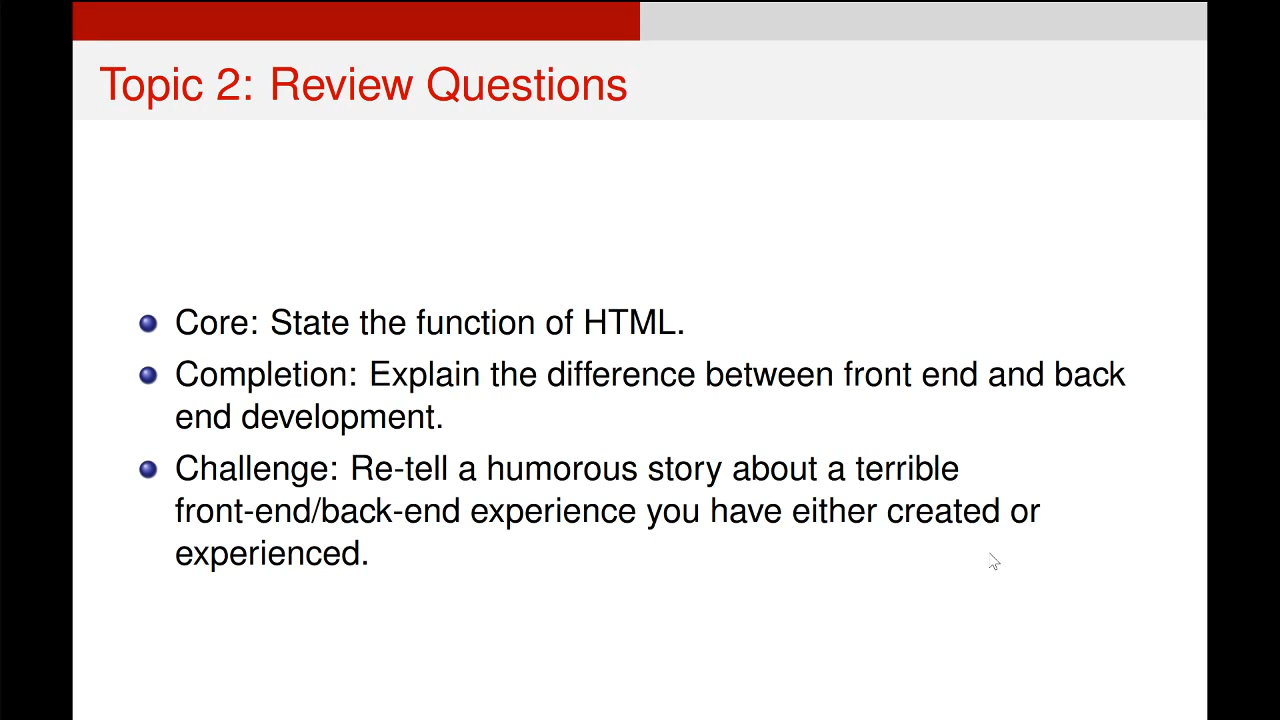 Topic 2: Review Questions
Core: State the function of HTML.
Completion: Explain the difference between front end and back
end development.
Challenge: Re-tell a humorous story about a terrible
front-end/back-end experience you have either created or
experienced.